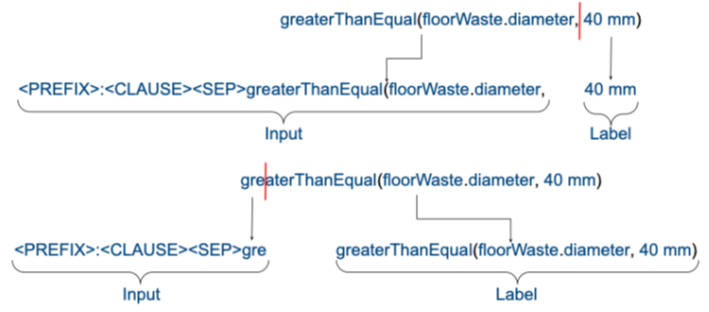 greaterThanEqual(floorWaste.diameter, 40 mm)
<PREFIX>:<CLAUSE><SEP>greaterThanEqual(floorWaste.diameter, 40 mm
Input Label
greaterThanEqual(floorWaste.diameter, 40 mm)
<PREFIX>:<CLAUSE><SEP>gre greaterThanEqual(floorWaste.diameter, 40 mm)
Input Label